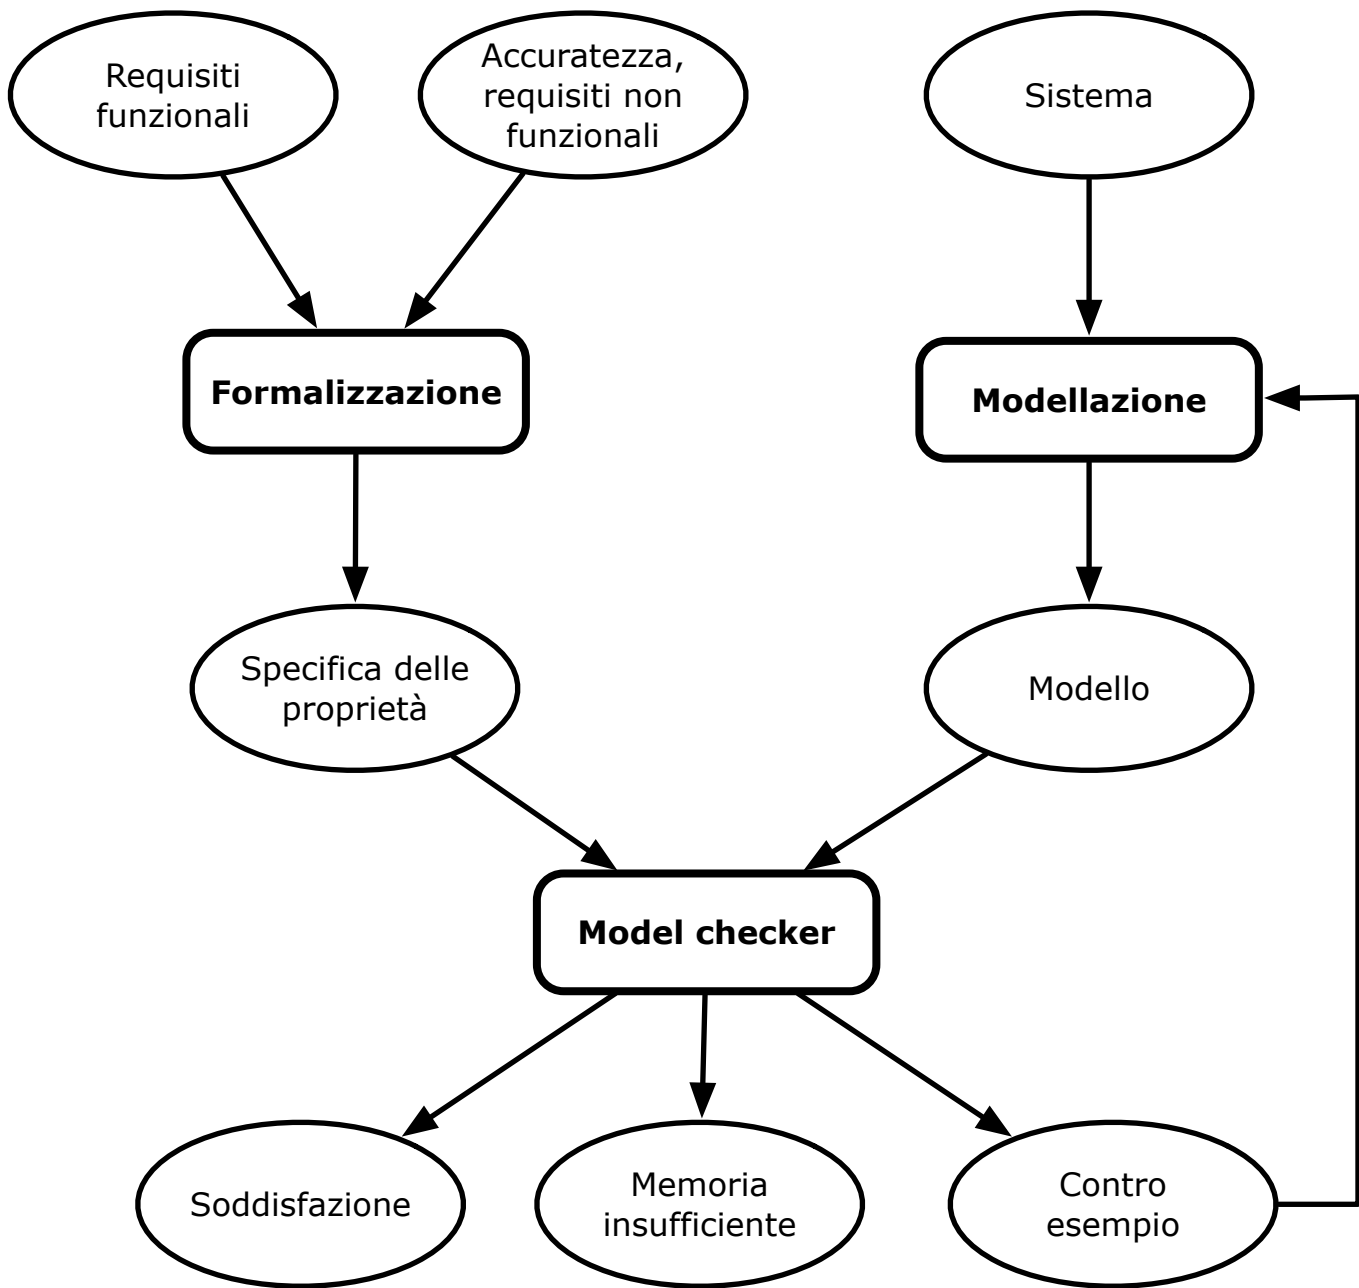 Requisiti
funzionali
Accuratezza,
requisiti non
funzionali
Sistema
Formalizzazione
Modellazione
Specifica delle
proprietà
Modello
Model checker
Soddisfazione
Memoria
insufficiente
Contro
esempio